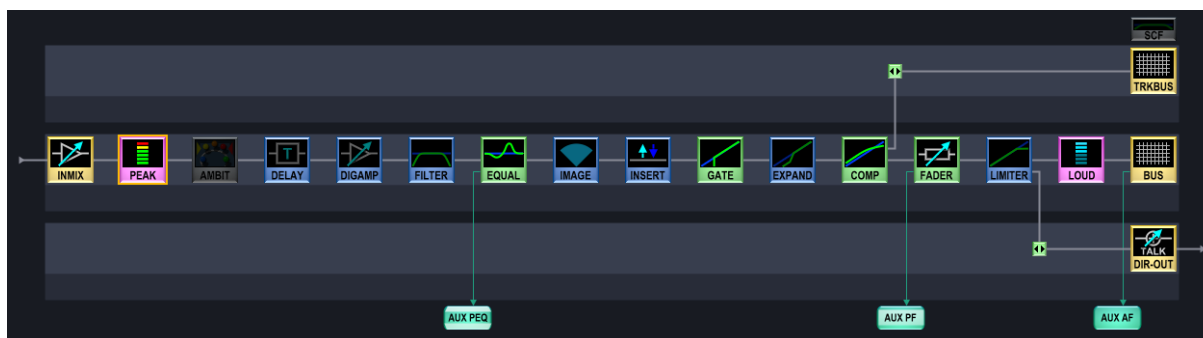 SCF
TRKBUS
INMIX
PEAK
AMBIT
T
DELAY
DIGAMP
FILTER
EQUAL
IMAGE
INSERT
GATE
EXPAND
COMP
FADER
LIMITER
LOUD
BUS
TALK
DIR-OUT
AUX PEQ
AUX PF
AUX AF